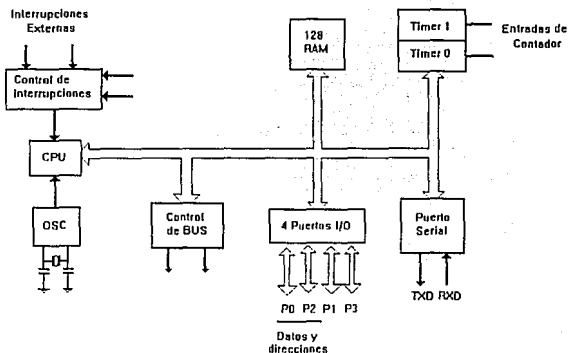 Interrupciones
Externas
Control de
Interrupciones
CPU
OSC
128
RAM
Timer 1
Timer 0
Entradas de
Contador
Control
de BUS
4 Puertos I/O
Puerto
Serial
TXD RXD
P0 P2 P1 P3
Datos y
direcciones